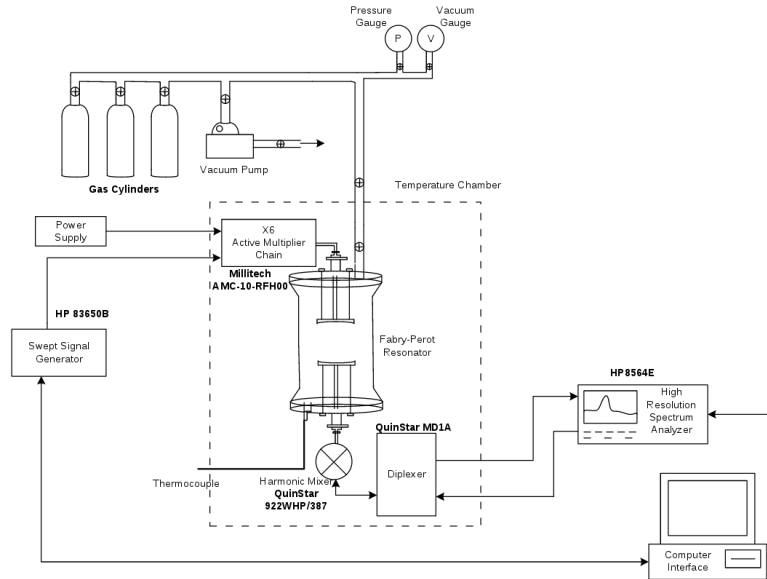 Pressure
Gauge
Vacuum
Gauge
P
V
Gas Cylinders
Vacuum Pump
Temperature Chamber
Power
Supply
X6
Active Multiplier
Chain
Millitech
AMC-10-RFH00
HP 83650B
Swept Signal
Generator
Fabry-Perot
Resonator
HP8564E
High
Resolution
Spectrum
Analyzer
QuinStar MD1A
Diplexer
Thermocouple
Harmonic Mixer
QuinStar
922WHP/387
Computer
Interface